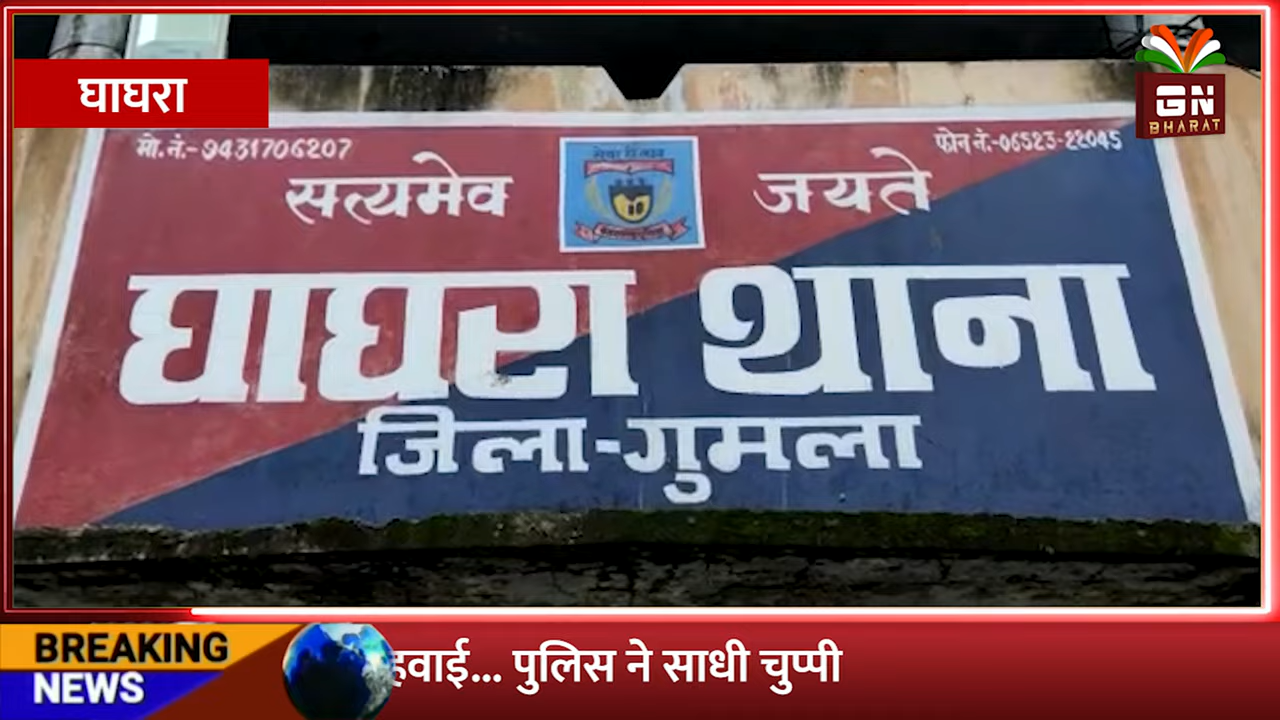 घाघरा
GN
BHARAT
मो.नं.-9431706207
फोन नं.-06523-22045
सत्यमेव जयते
घाघरा थाना
जिला-गुमला
BREAKING
NEWS
हवाई... पुलिस ने साधी चुप्पी